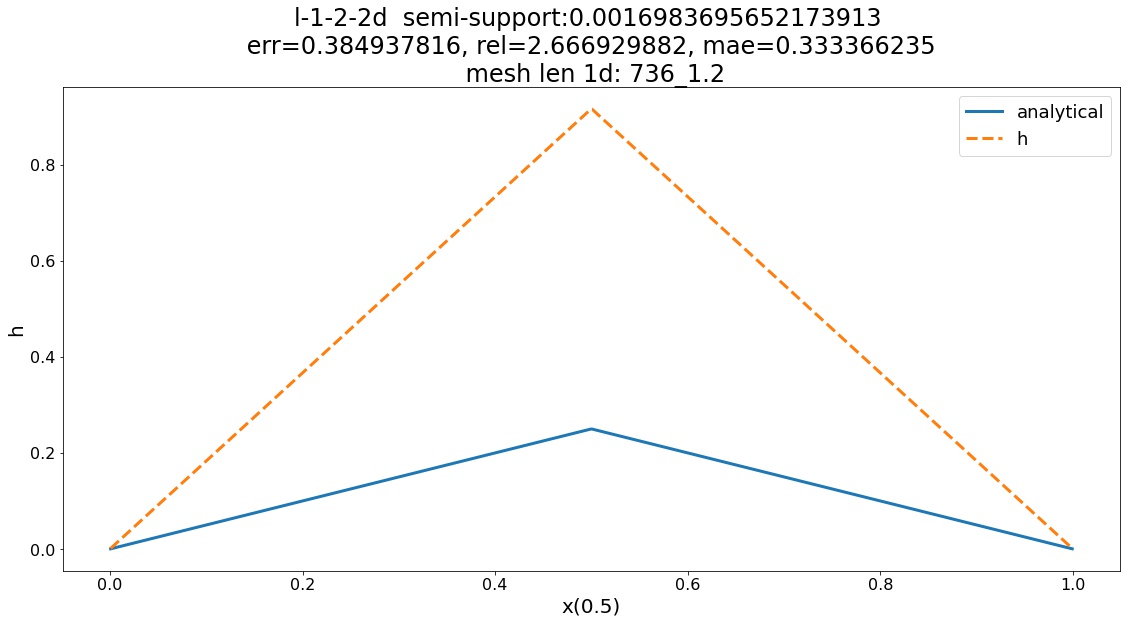 l-1-2-2d  semi-support:0.0016983695652173913
err=0.384937816, rel=2.666929882, mae=0.333366235
mesh len 1d: 736_1.2
analytical
h
0.8
0.6
0.4
0.2
0.0
h
0.0 0.2 0.4 0.6 0.8 1.0
x(0.5)